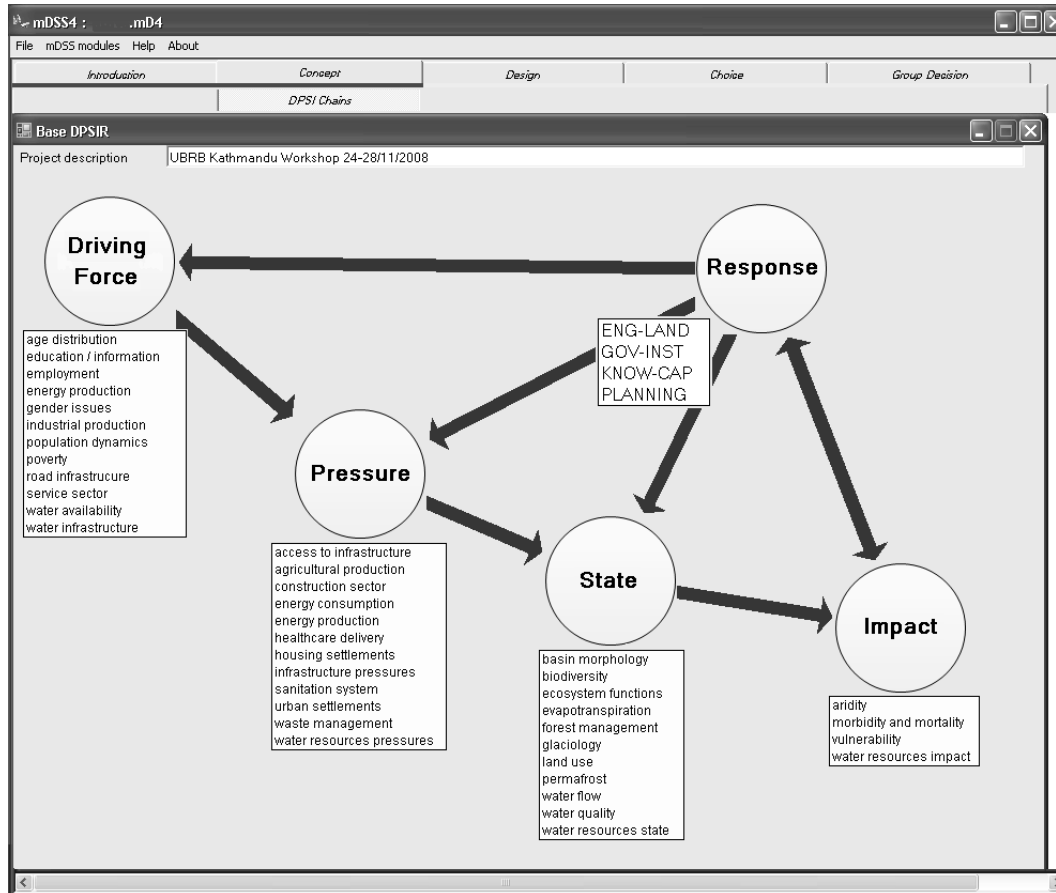 mDSS4 : .mD4
File mDSS modules Help About
Introduction Concept Design Choice Group Decision
DPSI Chains
Base DPSIR
Project description UBRB Kathmandu Workshop 24-28/11/2008
Driving
Force
age distribution
education / information
employment
energy production
gender issues
industrial production
population dynamics
poverty
road infrastrucure
service sector
water availability
water infrastructure
Response
ENG-LAND
GOV-INST
KNOW-CAP
PLANNING
Pressure
access to infrastructure
agricultural production
construction sector
energy consumption
energy production
healthcare delivery
housing settlements
infrastructure pressures
sanitation system
urban settlements
waste management
water resources pressures
State
basin morphology
biodiversity
ecosystem functions
evapotranspiration
forest management
glaciology
land use
permafrost
water flow
water quality
water resources state
Impact
aridity
morbidity and mortality
vulnerability
water resources impact